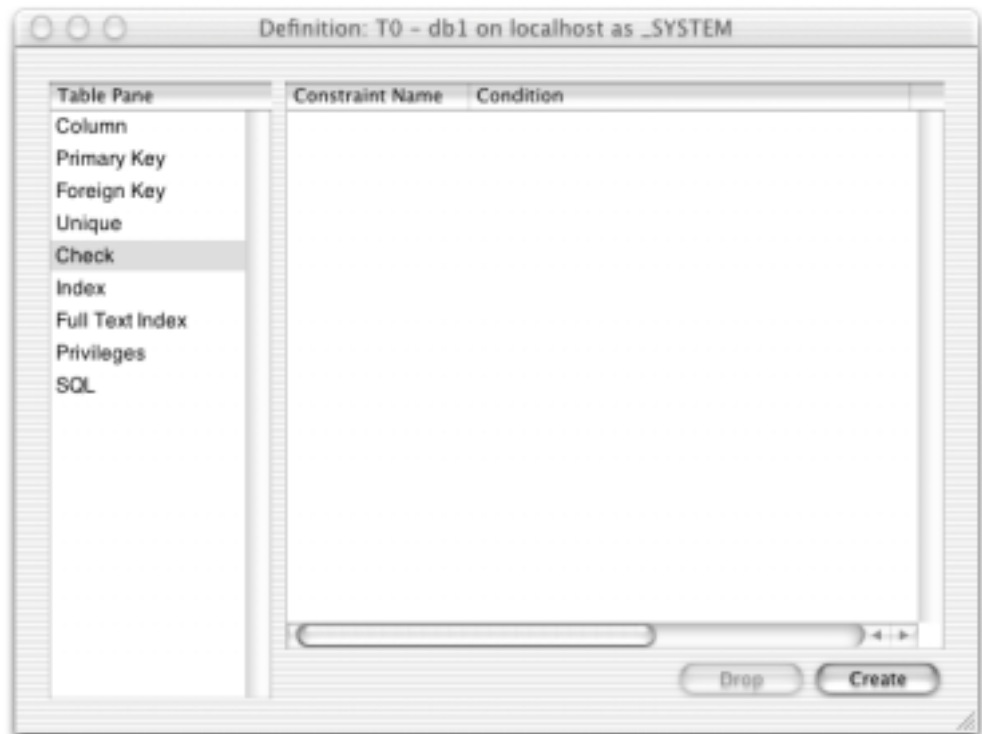 Definition: T0 - db1 on localhost as _SYSTEM
Table Pane
Column
Primary Key
Foreign Key
Unique
Check
Index
Full Text Index
Privileges
SQL
Constraint Name Condition
Drop Create